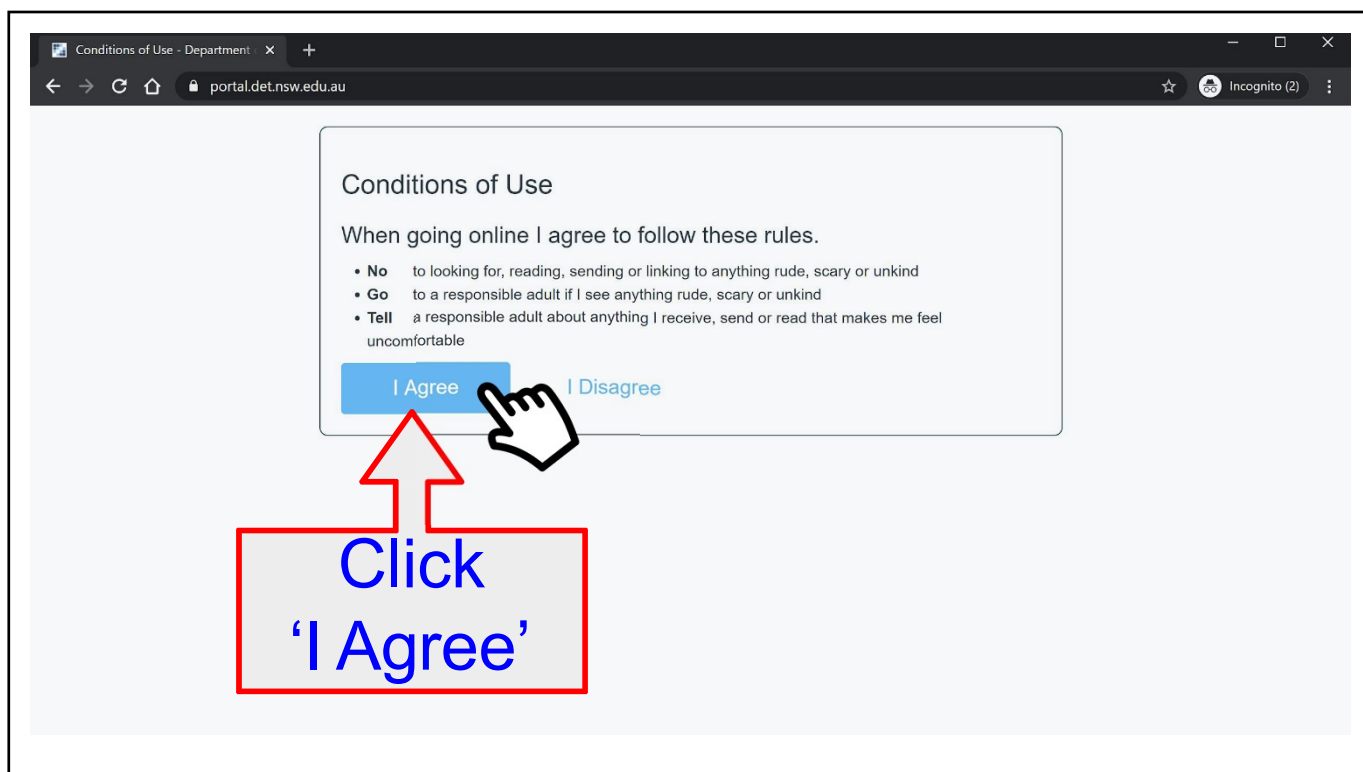 Conditions of Use - Department
portal.det.nsw.edu.au
Incognito (2)
Conditions of Use
When going online I agree to follow these rules.
• No to looking for, reading, sending or linking to anything rude, scary or unkind
• Go to a responsible adult if I see anything rude, scary or unkind
• Tell a responsible adult about anything I receive, send or read that makes me feel
uncomfortable
I Agree I Disagree
Click
‘I Agree’